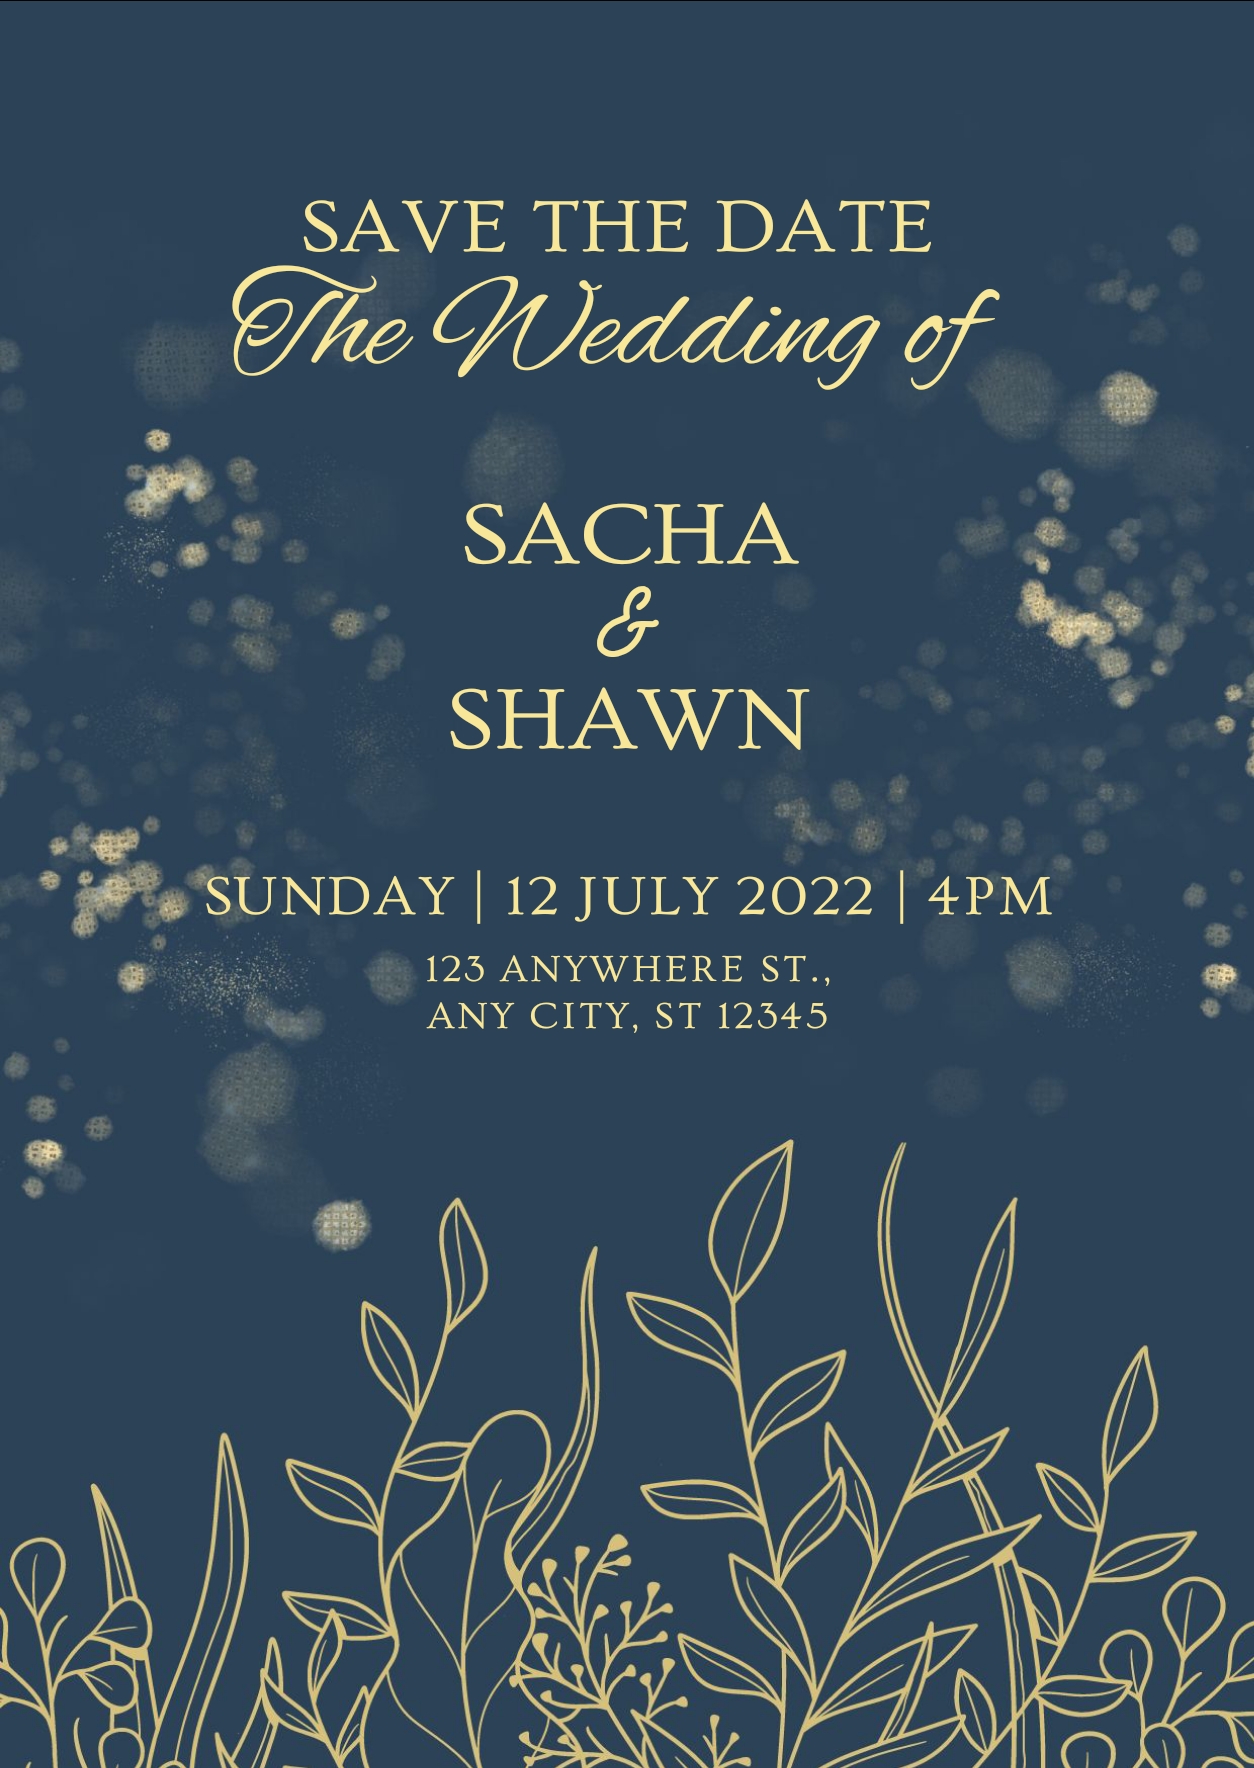 SAVE THE DATE
The Wedding of
SACHA
&
SHAWN
SUNDAY | 12 JULY 2022 | 4PM
123 ANYWHERE ST.,
ANY CITY, ST 12345